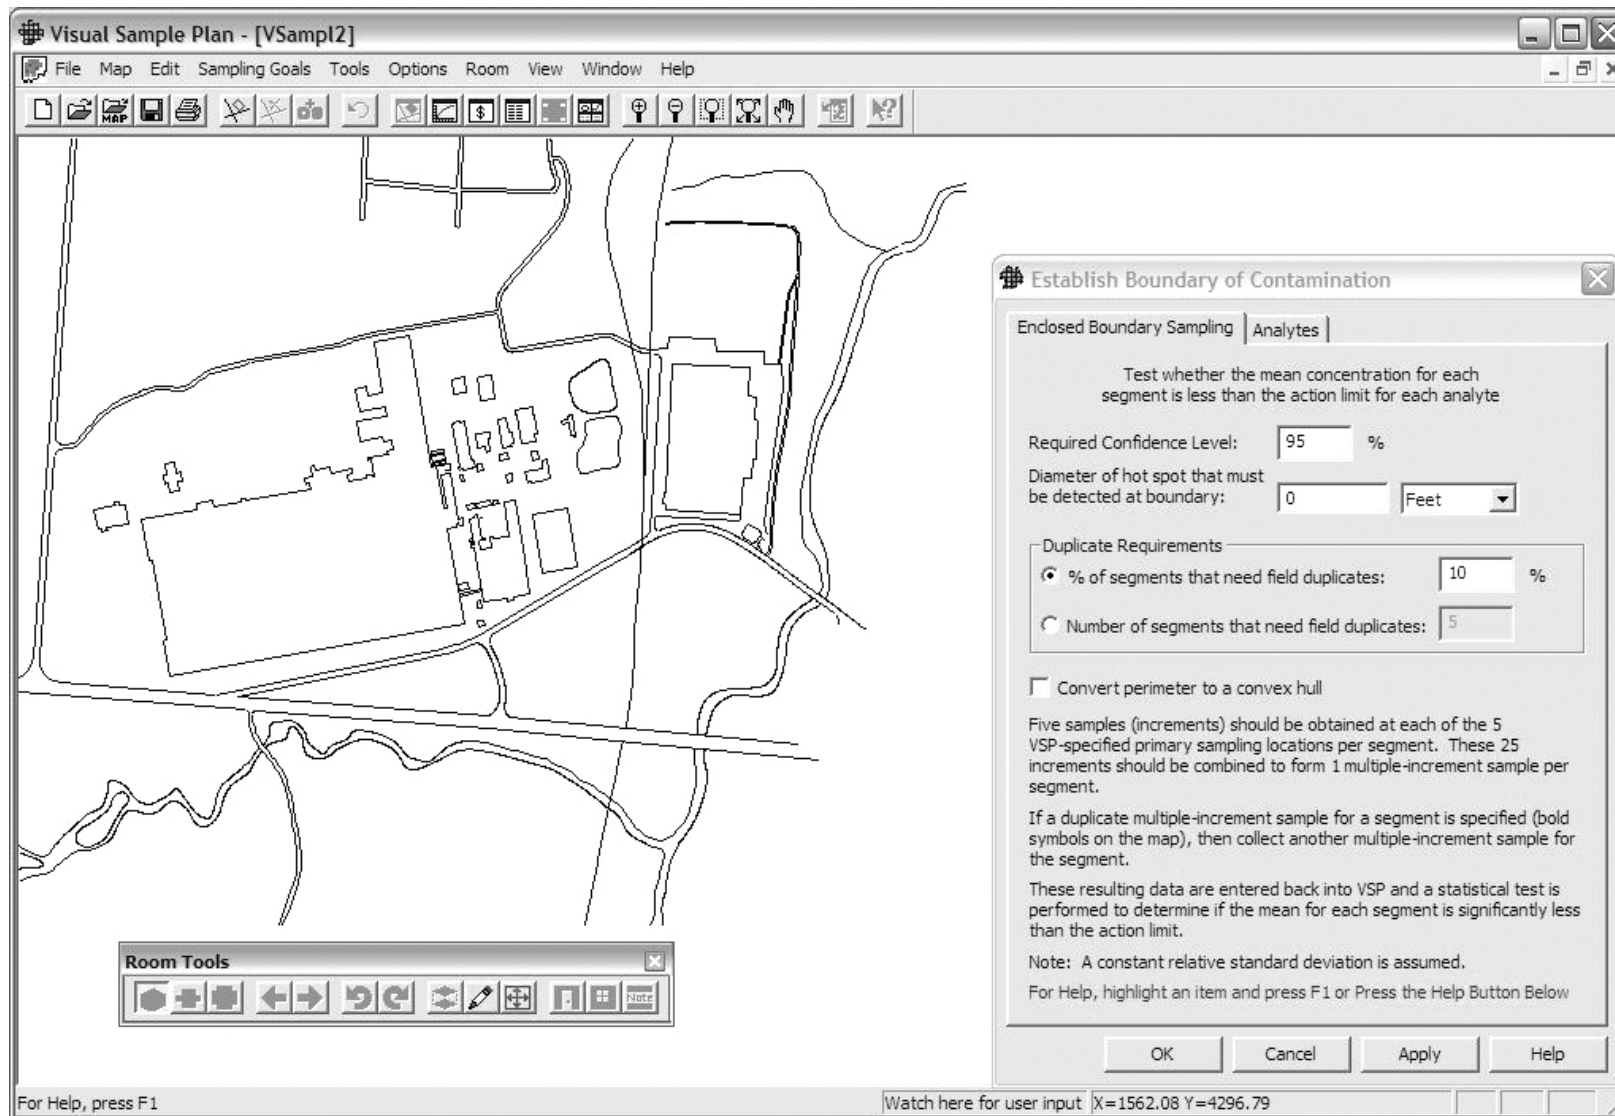 Visual Sample Plan - [VSampl2]
File Map Edit Sampling Goals Tools Options Room View Window Help
MAP
$
Establish Boundary of Contamination
Enclosed Boundary Sampling
Analytes
Test whether the mean concentration for each
segment is less than the action limit for each analyte
Required Confidence Level: 95 %
Diameter of hot spot that must
be detected at boundary: 0 Feet
Duplicate Requirements
% of segments that need field duplicates: 10 %
Number of segments that need field duplicates: 5
Convert perimeter to a convex hull
Five samples (increments) should be obtained at each of the 5
VSP-specified primary sampling locations per segment. These 25
increments should be combined to form 1 multiple-increment sample per
segment.
If a duplicate multiple-increment sample for a segment is specified (bold
symbols on the map), then collect another multiple-increment sample for
the segment.
These resulting data are entered back into VSP and a statistical test is
performed to determine if the mean for each segment is significantly less
than the action limit.
Note: A constant relative standard deviation is assumed.
For Help, highlight an item and press F1 or Press the Help Button Below
OK Cancel Apply Help
Room Tools
Note
For Help, press F1
Watch here for user input X=1562.08 Y=4296.79